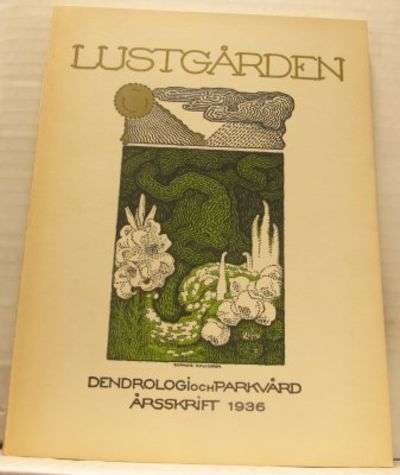 LUSTGÅRDEN
DENDROLOGI OCH PARKVÅRD
ÅRSSKRIFT 1936